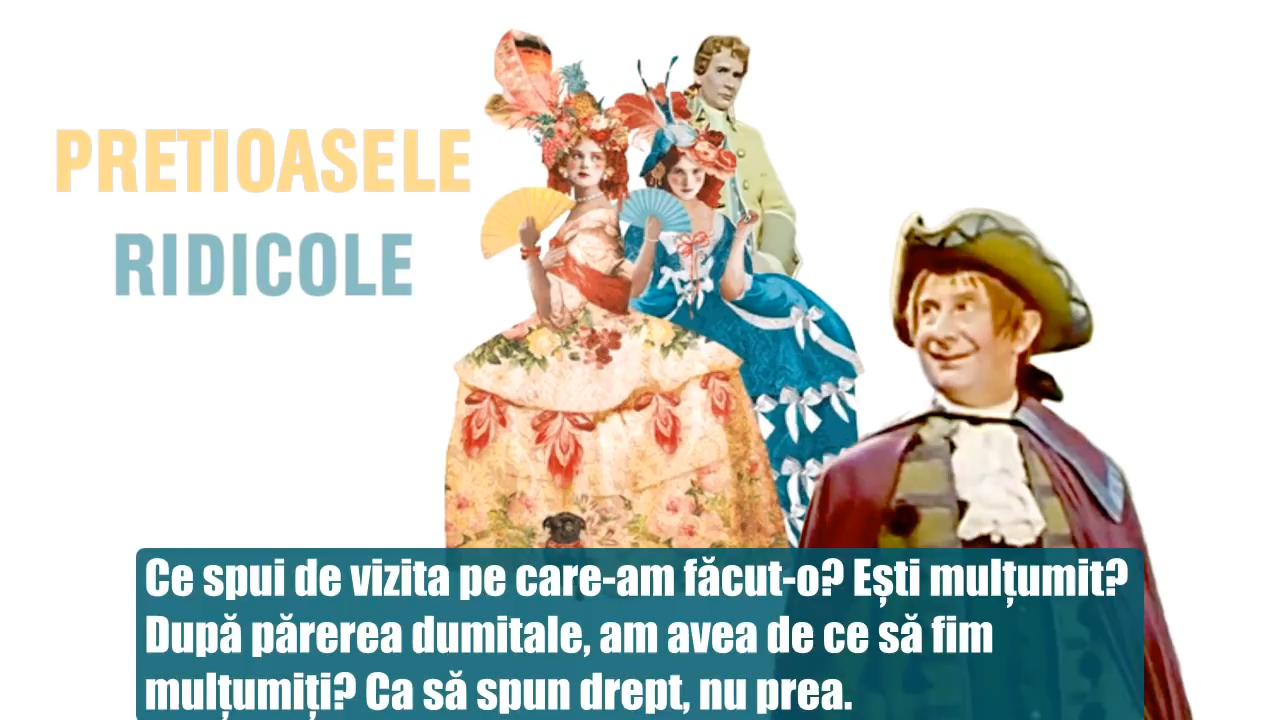 PRETIOASELE
RIDICOLE
Ce spui de vizita pe care-am făcut-o? Ești mulțumit?
După părerea dumitale, am avea de ce să fim
mulțumiți? Ca să spun drept, nu prea.